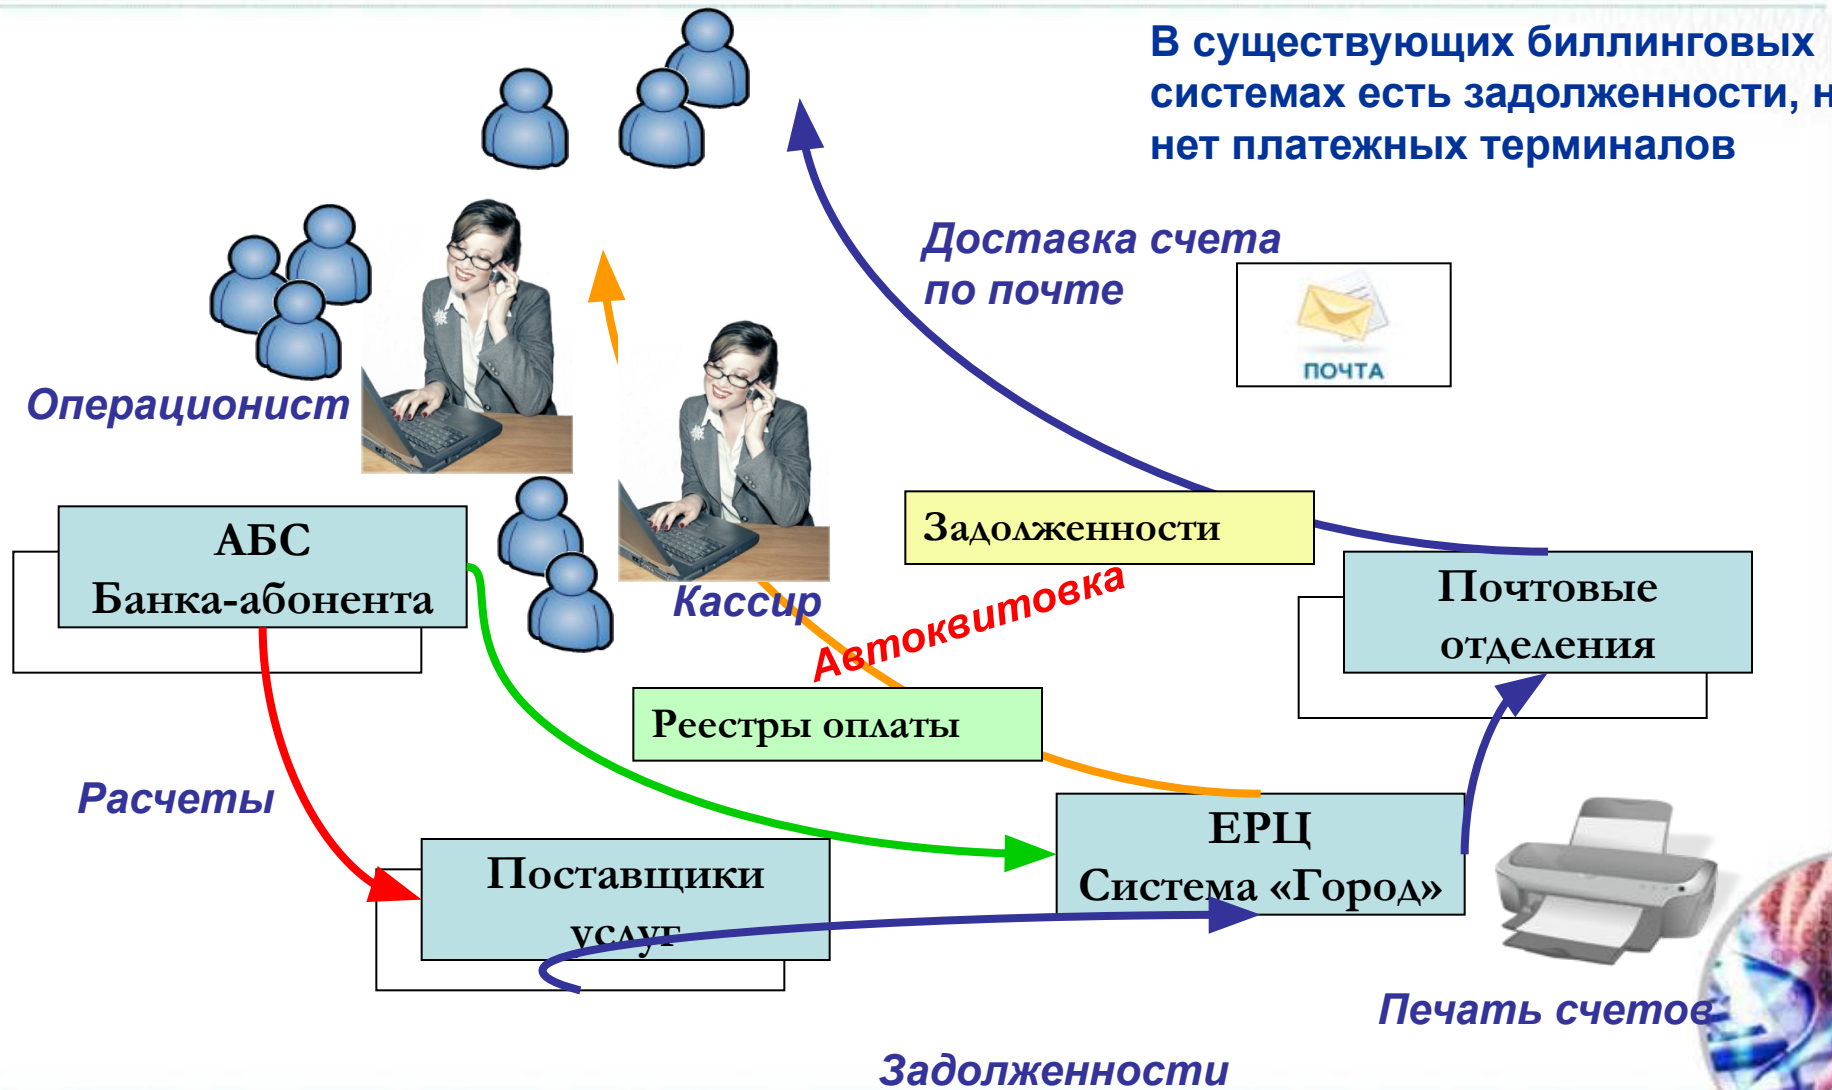 В существующих биллинговых
системах есть задолженности, н
нет платежных терминалов
Доставка счета
по почте
ПОЧТА
Операционист
АБС
Банка-абонента
Кассир
Задолженности
Автоквитовка
Почтовые
отделения
Реестры оплаты
Расчеты
Поставщики
услуг
ЕРЦ
Система «Город»
Печать счетов
Задолженности